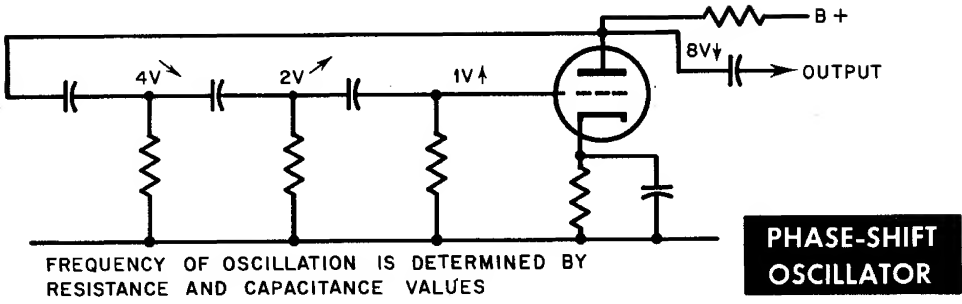 B +
8V
4V
2V
1V
OUTPUT
FREQUENCY OF OSCILLATION IS DETERMINED BY
RESISTANCE AND CAPACITANCE VALUES
PHASE-SHIFT
OSCILLATOR